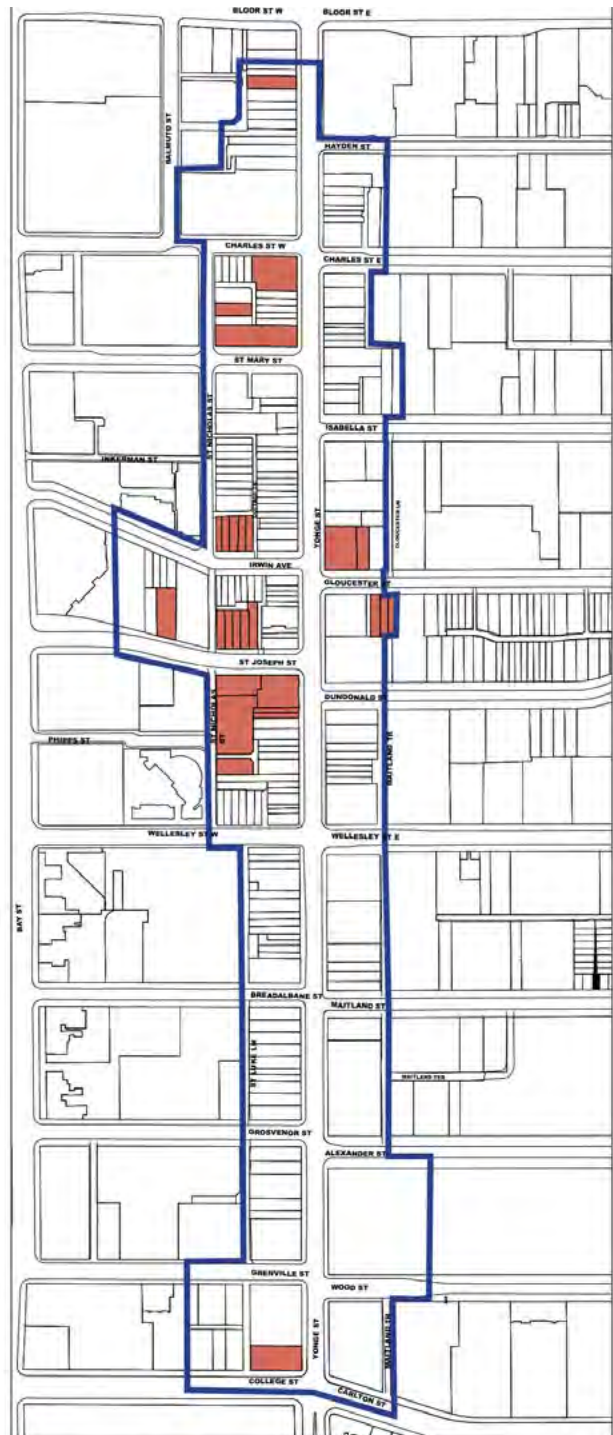 BLOOR ST W
BLOOR ST E
BALMUTO ST
HAYDEN ST
CHARLES ST W
CHARLES ST E
ST MARY ST
ST NICHOLAS ST
ISABELLA ST
INKERMAN ST
YONGE ST
GLOUCESTER LN
IRWIN AVE
GLOUCESTER ST
ST JOSEPH ST
DUNDONALD ST
ST NICHOLAS ST
PHIPPS ST
MAITLAND TR
WELLESLEY ST W
WELLESLEY ST E
BAY ST
BREADALBANE ST
MAITLAND ST
ST LUKE LN
MAITLAND TER
GROSVENOR ST
ALEXANDER ST
GRENVILLE ST
WOOD ST
YONGE ST
MAITLAND TR
COLLEGE ST
CARLTON ST